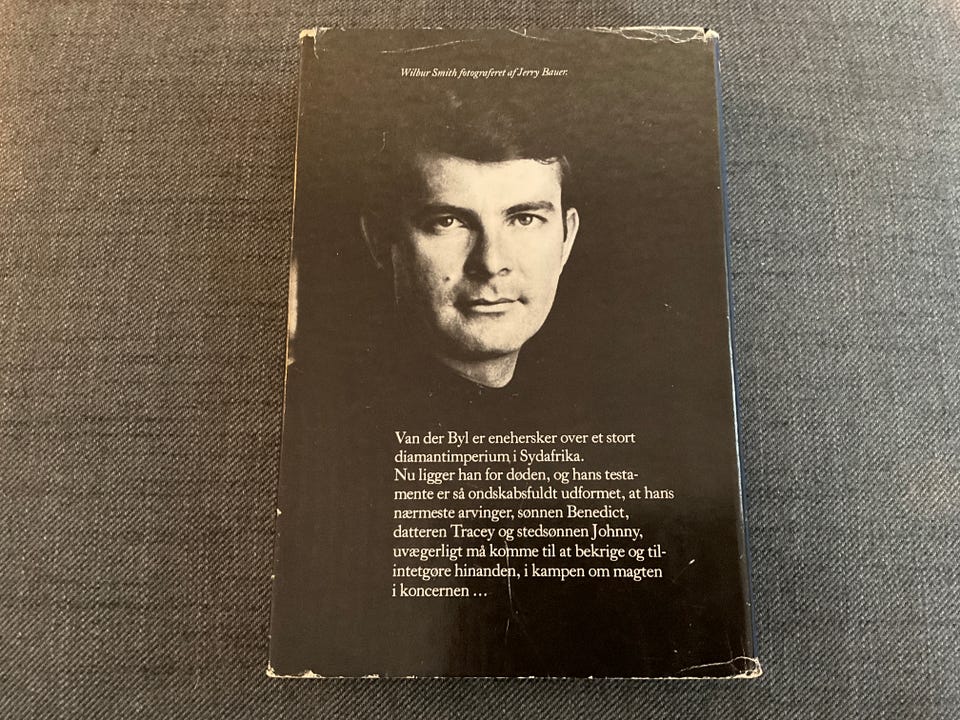 Wilbur Smith fotograferet af Jerry Bauer.
Van der Byl er enehersker over et stort
diamantimperium i Sydafrika.
Nu ligger han for døden, og hans testa-
mente er så ondskabsfuldt udformet, at hans
nærmeste arvinger, sønnen Benedict,
datteren Tracey og stedsønnen Johnny,
uvægerligt må komme til at bekrige og til-
intetgøre hinanden, i kampen om magten
i koncernen ...